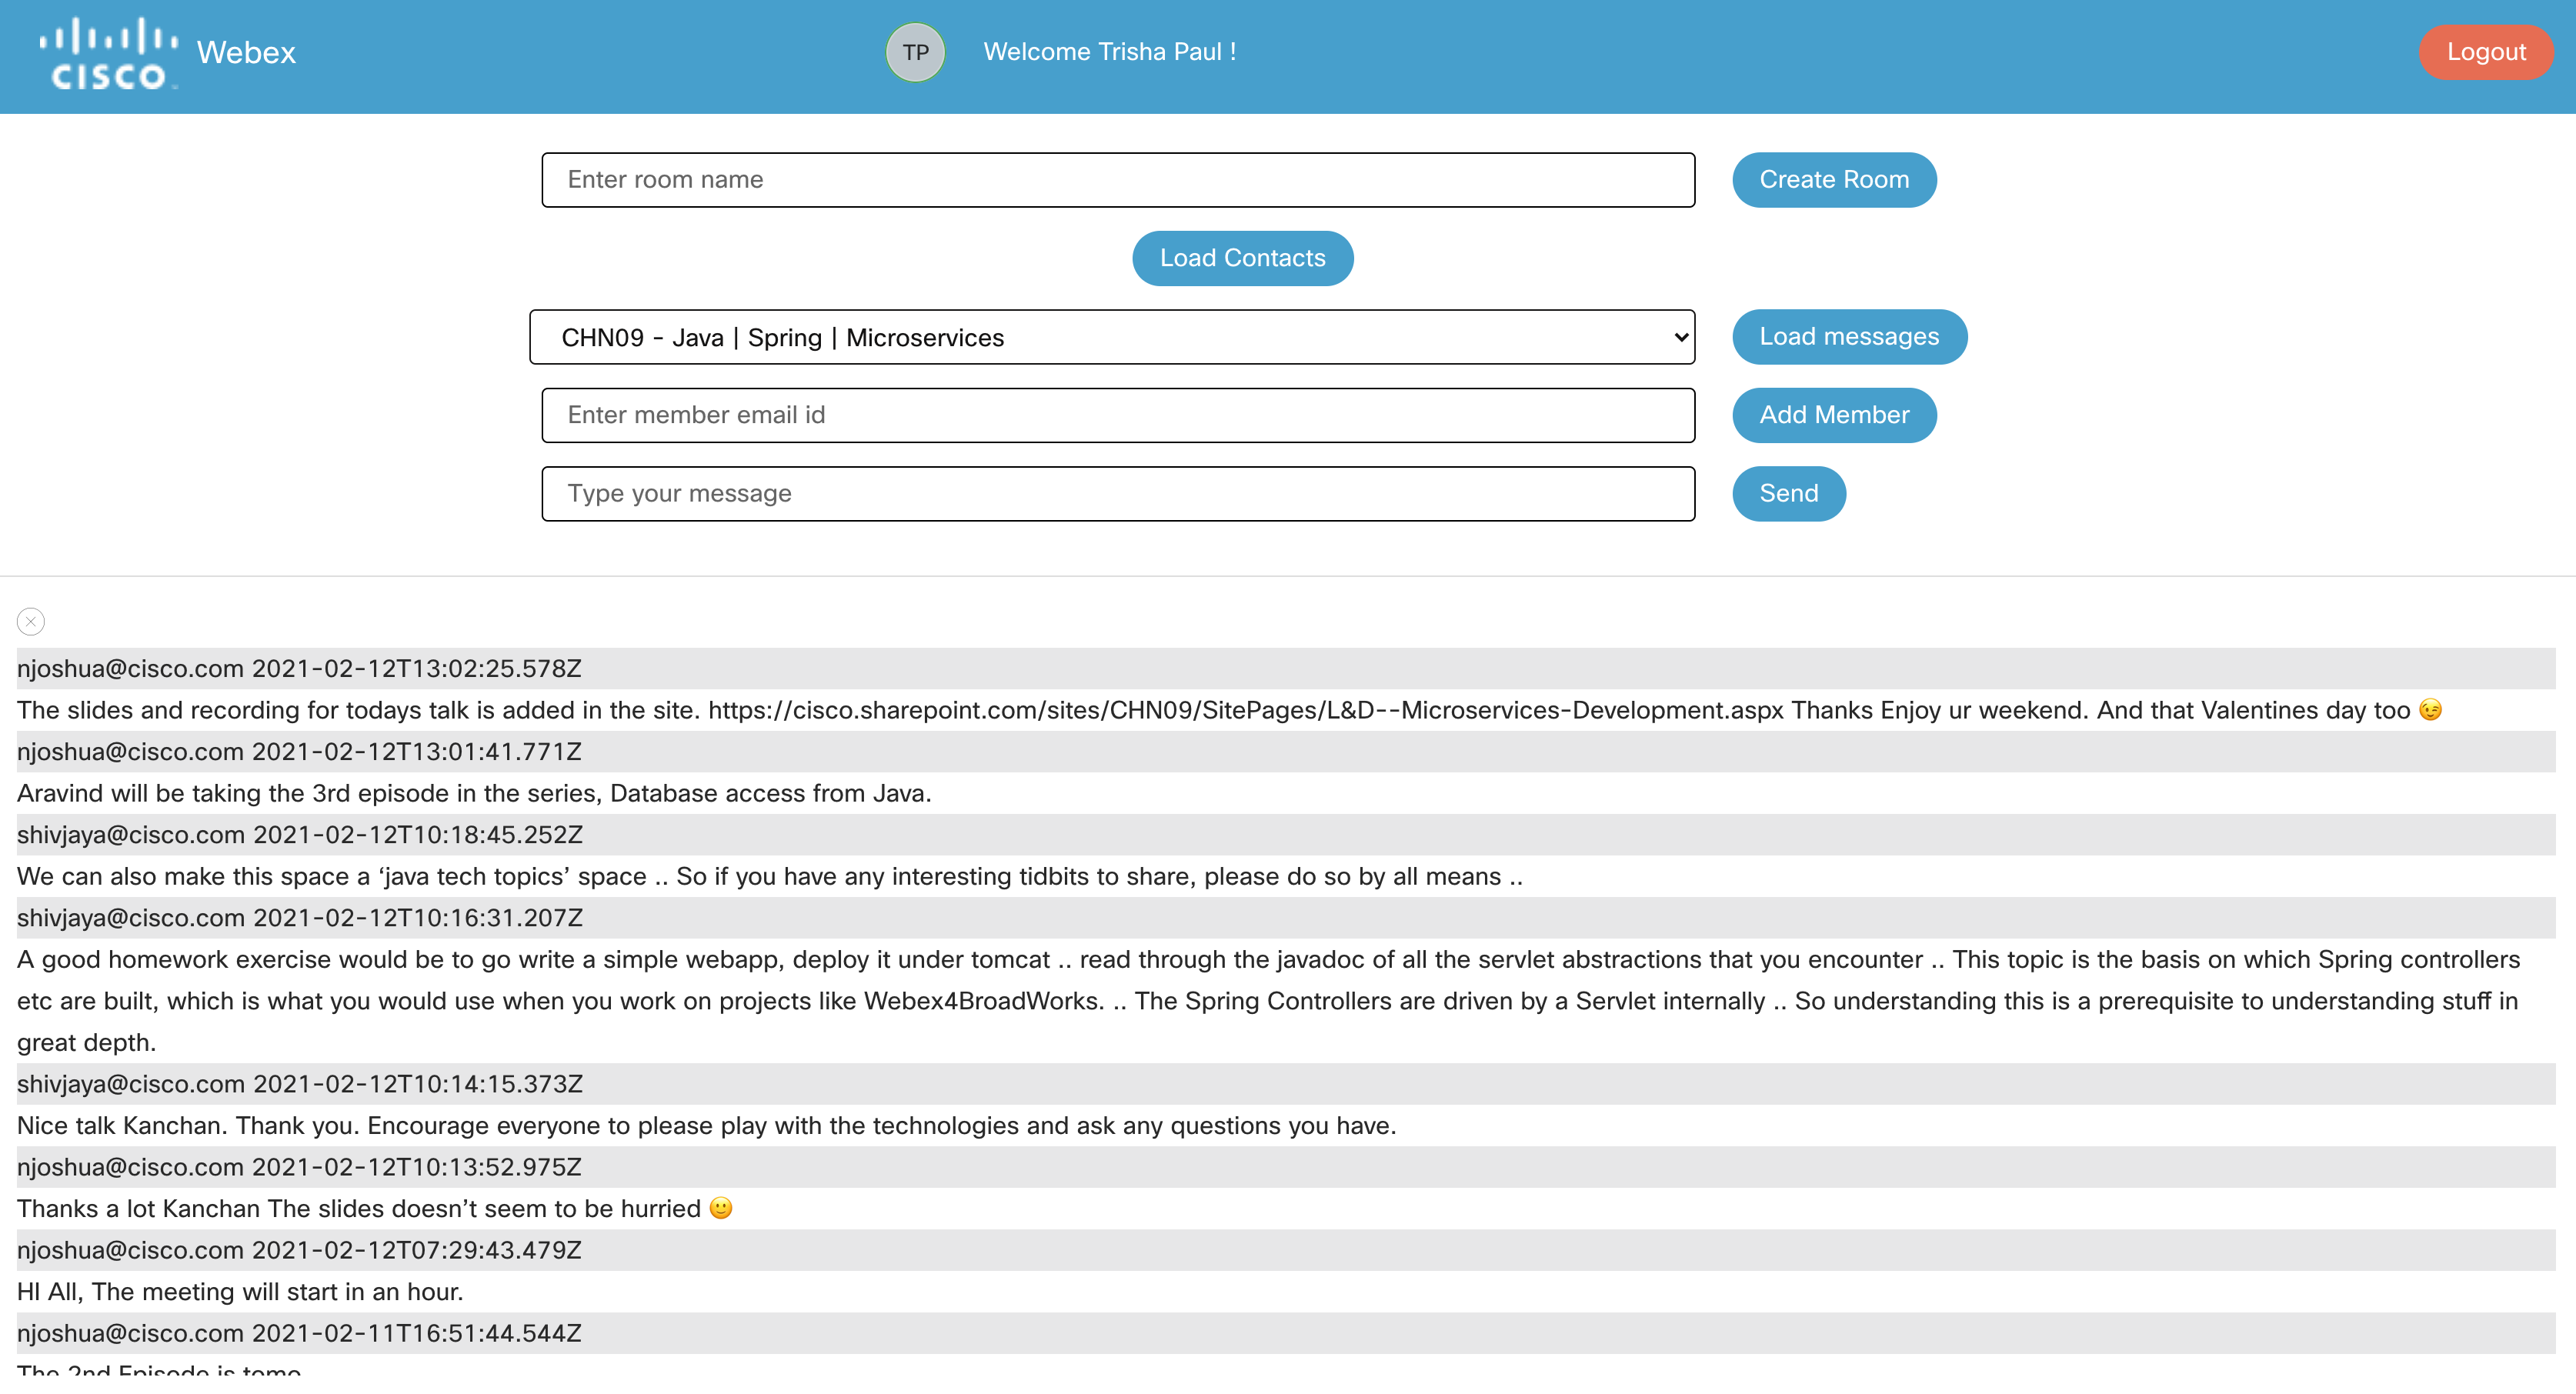 CISCO
Webex
TP
Welcome Trisha Paul !
Logout
Enter room name
Create Room
Load Contacts
CHN09 - Java | Spring | Microservices
Load messages
Enter member email id
Add Member
Type your message
Send
njoshua@cisco.com 2021-02-12T13:02:25.578Z
The slides and recording for todays talk is added in the site. https://cisco.sharepoint.com/sites/CHN09/SitePages/L&D--Microservices-Development.aspx Thanks Enjoy ur weekend. And that Valentines day too 😉
njoshua@cisco.com 2021-02-12T13:01:41.771Z
Aravind will be taking the 3rd episode in the series, Database access from Java.
shivjaya@cisco.com 2021-02-12T10:18:45.252Z
We can also make this space a ‘java tech topics’ space .. So if you have any interesting tidbits to share, please do so by all means ..
shivjaya@cisco.com 2021-02-12T10:16:31.207Z
A good homework exercise would be to go write a simple webapp, deploy it under tomcat .. read through the javadoc of all the servlet abstractions that you encounter .. This topic is the basis on which Spring controllers
etc are built, which is what you would use when you work on projects like Webex4BroadWorks. .. The Spring Controllers are driven by a Servlet internally .. So understanding this is a prerequisite to understanding stuff in
great depth.
shivjaya@cisco.com 2021-02-12T10:14:15.373Z
Nice talk Kanchan. Thank you. Encourage everyone to please play with the technologies and ask any questions you have.
njoshua@cisco.com 2021-02-12T10:13:52.975Z
Thanks a lot Kanchan The slides doesn’t seem to be hurried 🙂
njoshua@cisco.com 2021-02-12T07:29:43.479Z
HI All, The meeting will start in an hour.
njoshua@cisco.com 2021-02-11T16:51:44.544Z
The 2nd Episode is tomo